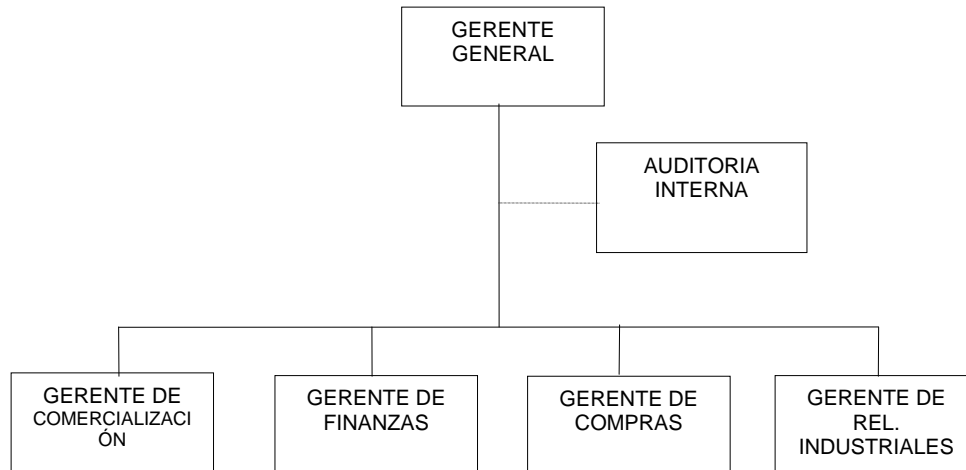 GERENTE
GENERAL
AUDITORIA
INTERNA
GERENTE DE
COMERCIALIZACI
ÓN
GERENTE DE
FINANZAS
GERENTE DE
COMPRAS
GERENTE DE
REL.
INDUSTRIALES